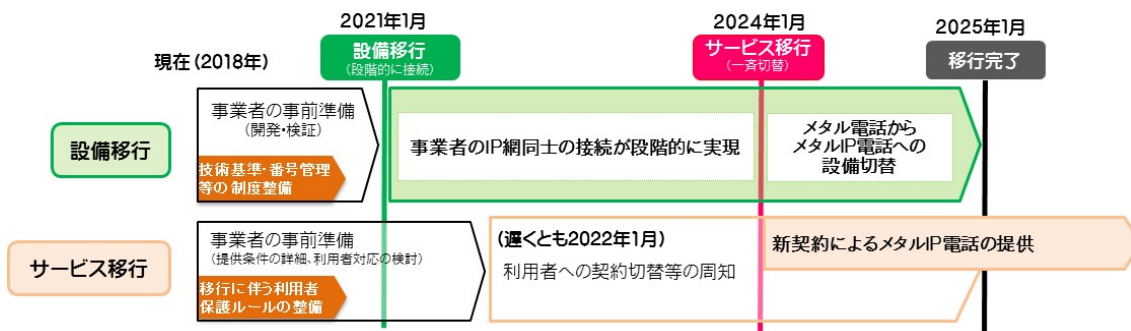 2021年1月
2024年1月
2025年1月
現在(2018年)
設備移行
(段階的に接続)
サービス移行
(一斉切替)
移行完了
設備移行
事業者の事前準備
(開発・検証)
技術基準・番号管理
等の制度整備
事業者のIP網同士の接続が段階的に実現
メタル電話から
メタルIP電話への
設備切替
サービス移行
事業者の事前準備
(提供条件の詳細、利用者対応の検討)
移行に伴う利用者
保護ルールの整備
(遅くとも2022年1月)
利用者への契約切替等の周知
新契約によるメタルIP電話の提供